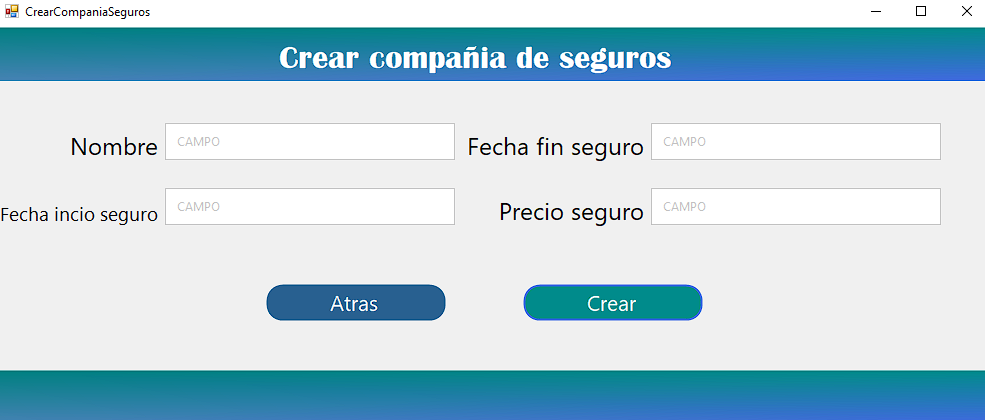 CrearCompaniaSeguros
Crear compañia de seguros
Nombre CAMPO Fecha fin seguro CAMPO
Fecha incio seguro CAMPO Precio seguro CAMPO
Atras Crear